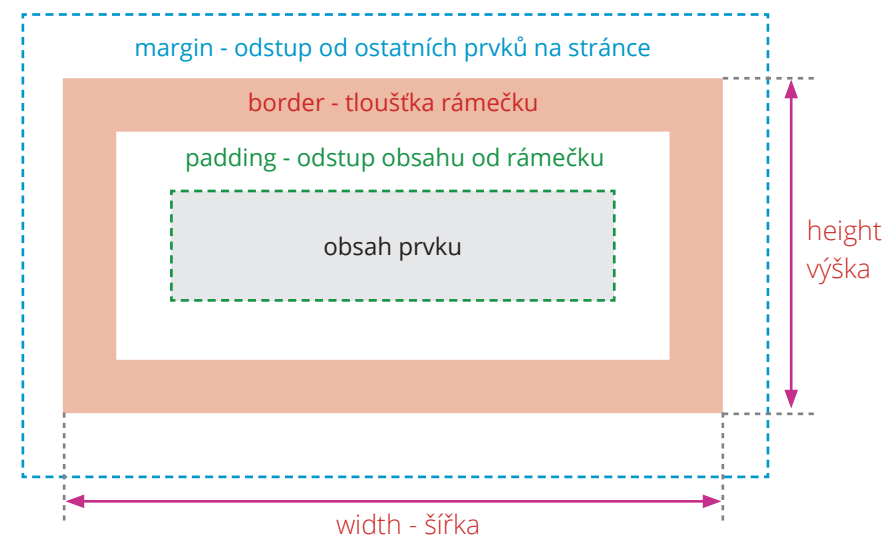 margin - odstup od ostatních prvků na stránce
border - tloušťka rámečku
padding - odstup obsahu od rámečku
obsah prvku
height
výška
width - šířka